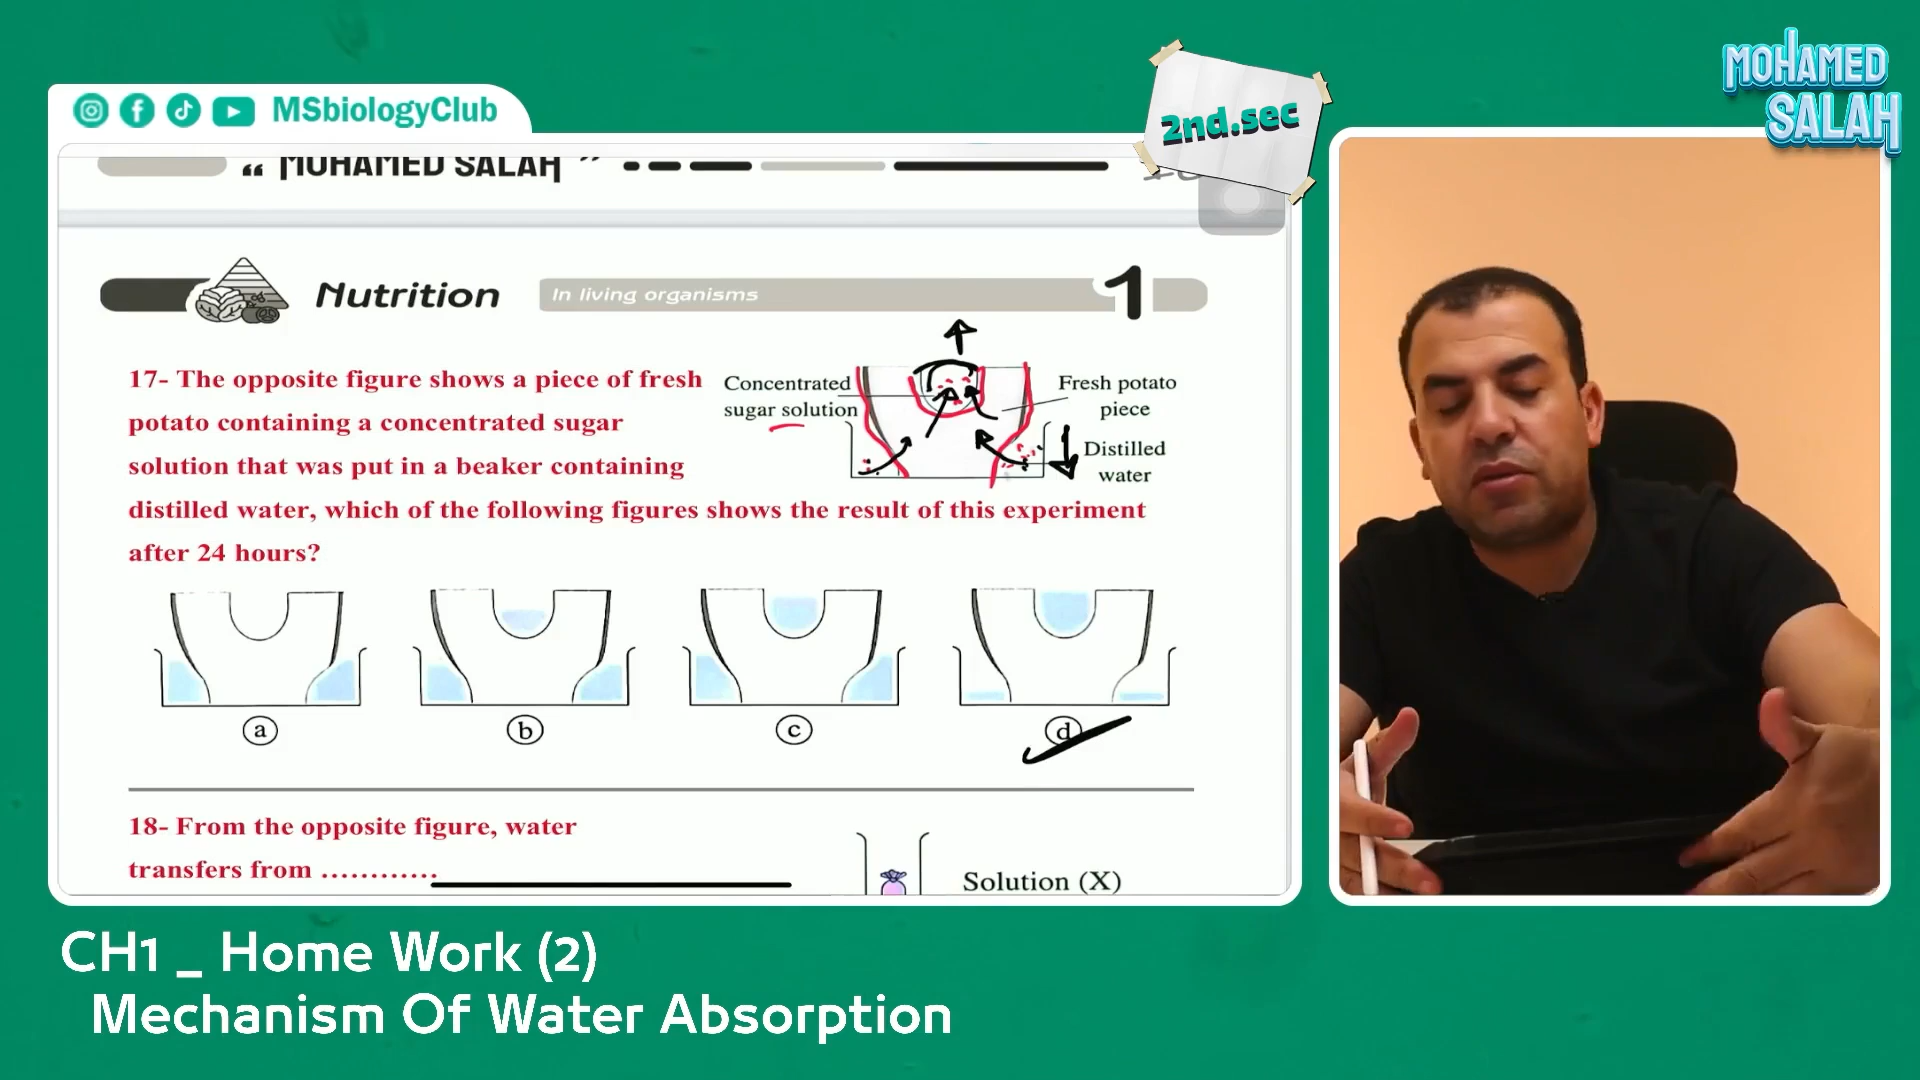 MOHAMED
SALAH
MSbiologyClub
2nd.sec
“ MOHAMED SALAH ”
Nutrition
In living organisms
1
17- The opposite figure shows a piece of fresh
potato containing a concentrated sugar
solution that was put in a beaker containing
distilled water, which of the following figures shows the result of this experiment
after 24 hours?
Concentrated
sugar solution
Fresh potato
piece
Distilled
water
a
b
c
d
18- From the opposite figure, water
transfers from ............
Solution (X)
CH1 _ Home Work (2)
Mechanism Of Water Absorption